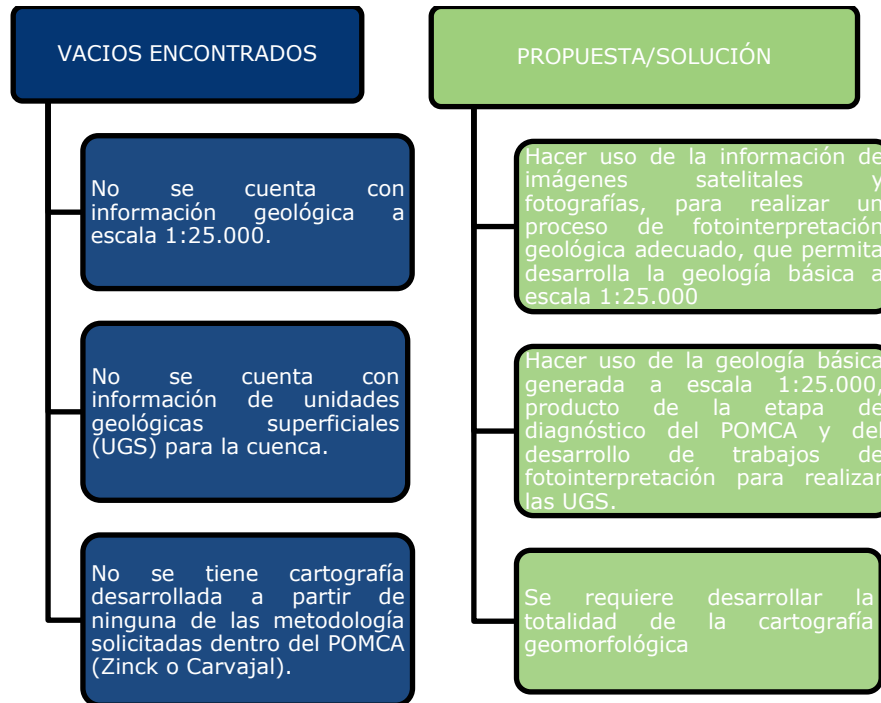 VACIOS ENCONTRADOS
No se cuenta con
información geológica a
escala 1:25.000.
No se cuenta con
información de unidades
geológicas superficiales
(UGS) para la cuenca.
No se tiene cartografía
desarrollada a partir de
ninguna de las metodología
solicitadas dentro del POMCA
(Zinck o Carvajal).
PROPUESTA/SOLUCIÓN
Hacer uso de la información de
imágenes satelitales y
fotografías, para realizar un
proceso de fotointerpretación
geológica adecuado, que permita
desarrolla la geología básica a
escala 1:25.000
Hacer uso de la geología básica
generada a escala 1:25.000,
producto de la etapa de
diagnóstico del POMCA y del
desarrollo de trabajos de
fotointerpretación para realizar
las UGS.
Se requiere desarrollar la
totalidad de la cartografía
geomorfológica